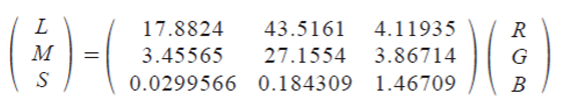 L 17.8824 43.5161 4.11935 R
M = 3.45565 27.1554 3.86714 G
S 0.0299566 0.184309 1.46709 B